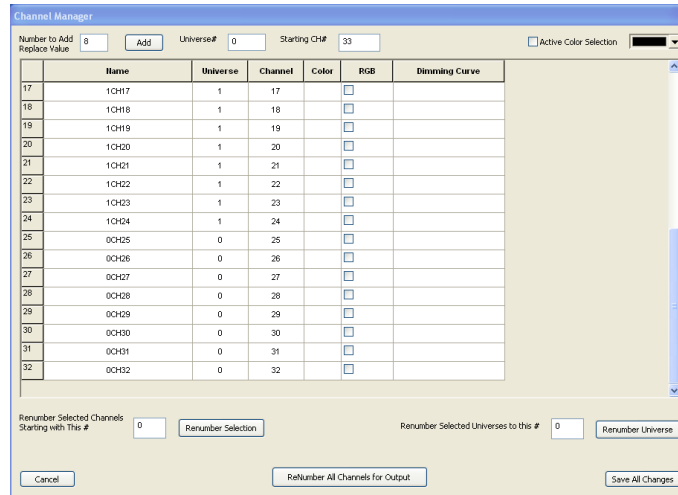 Channel Manager
Number to Add Replace Value 8 Add Universe# 0 Starting CH# 33 Active Color Selection
Name Universe Channel Color RGB Dimming Curve
17 1CH17 1 17
18 1CH18 1 18
19 1CH19 1 19
20 1CH20 1 20
21 1CH21 1 21
22 1CH22 1 22
23 1CH23 1 23
24 1CH24 1 24
25 0CH25 0 25
26 0CH26 0 26
27 0CH27 0 27
28 0CH28 0 28
29 0CH29 0 29
30 0CH30 0 30
31 0CH31 0 31
32 0CH32 0 32
Renumber Selected Channels
Starting with This # 0 Renumber Selection Renumber Selected Universes to this # 0 Renumber Universe
Cancel ReNumber All Channels for Output Save All Changes